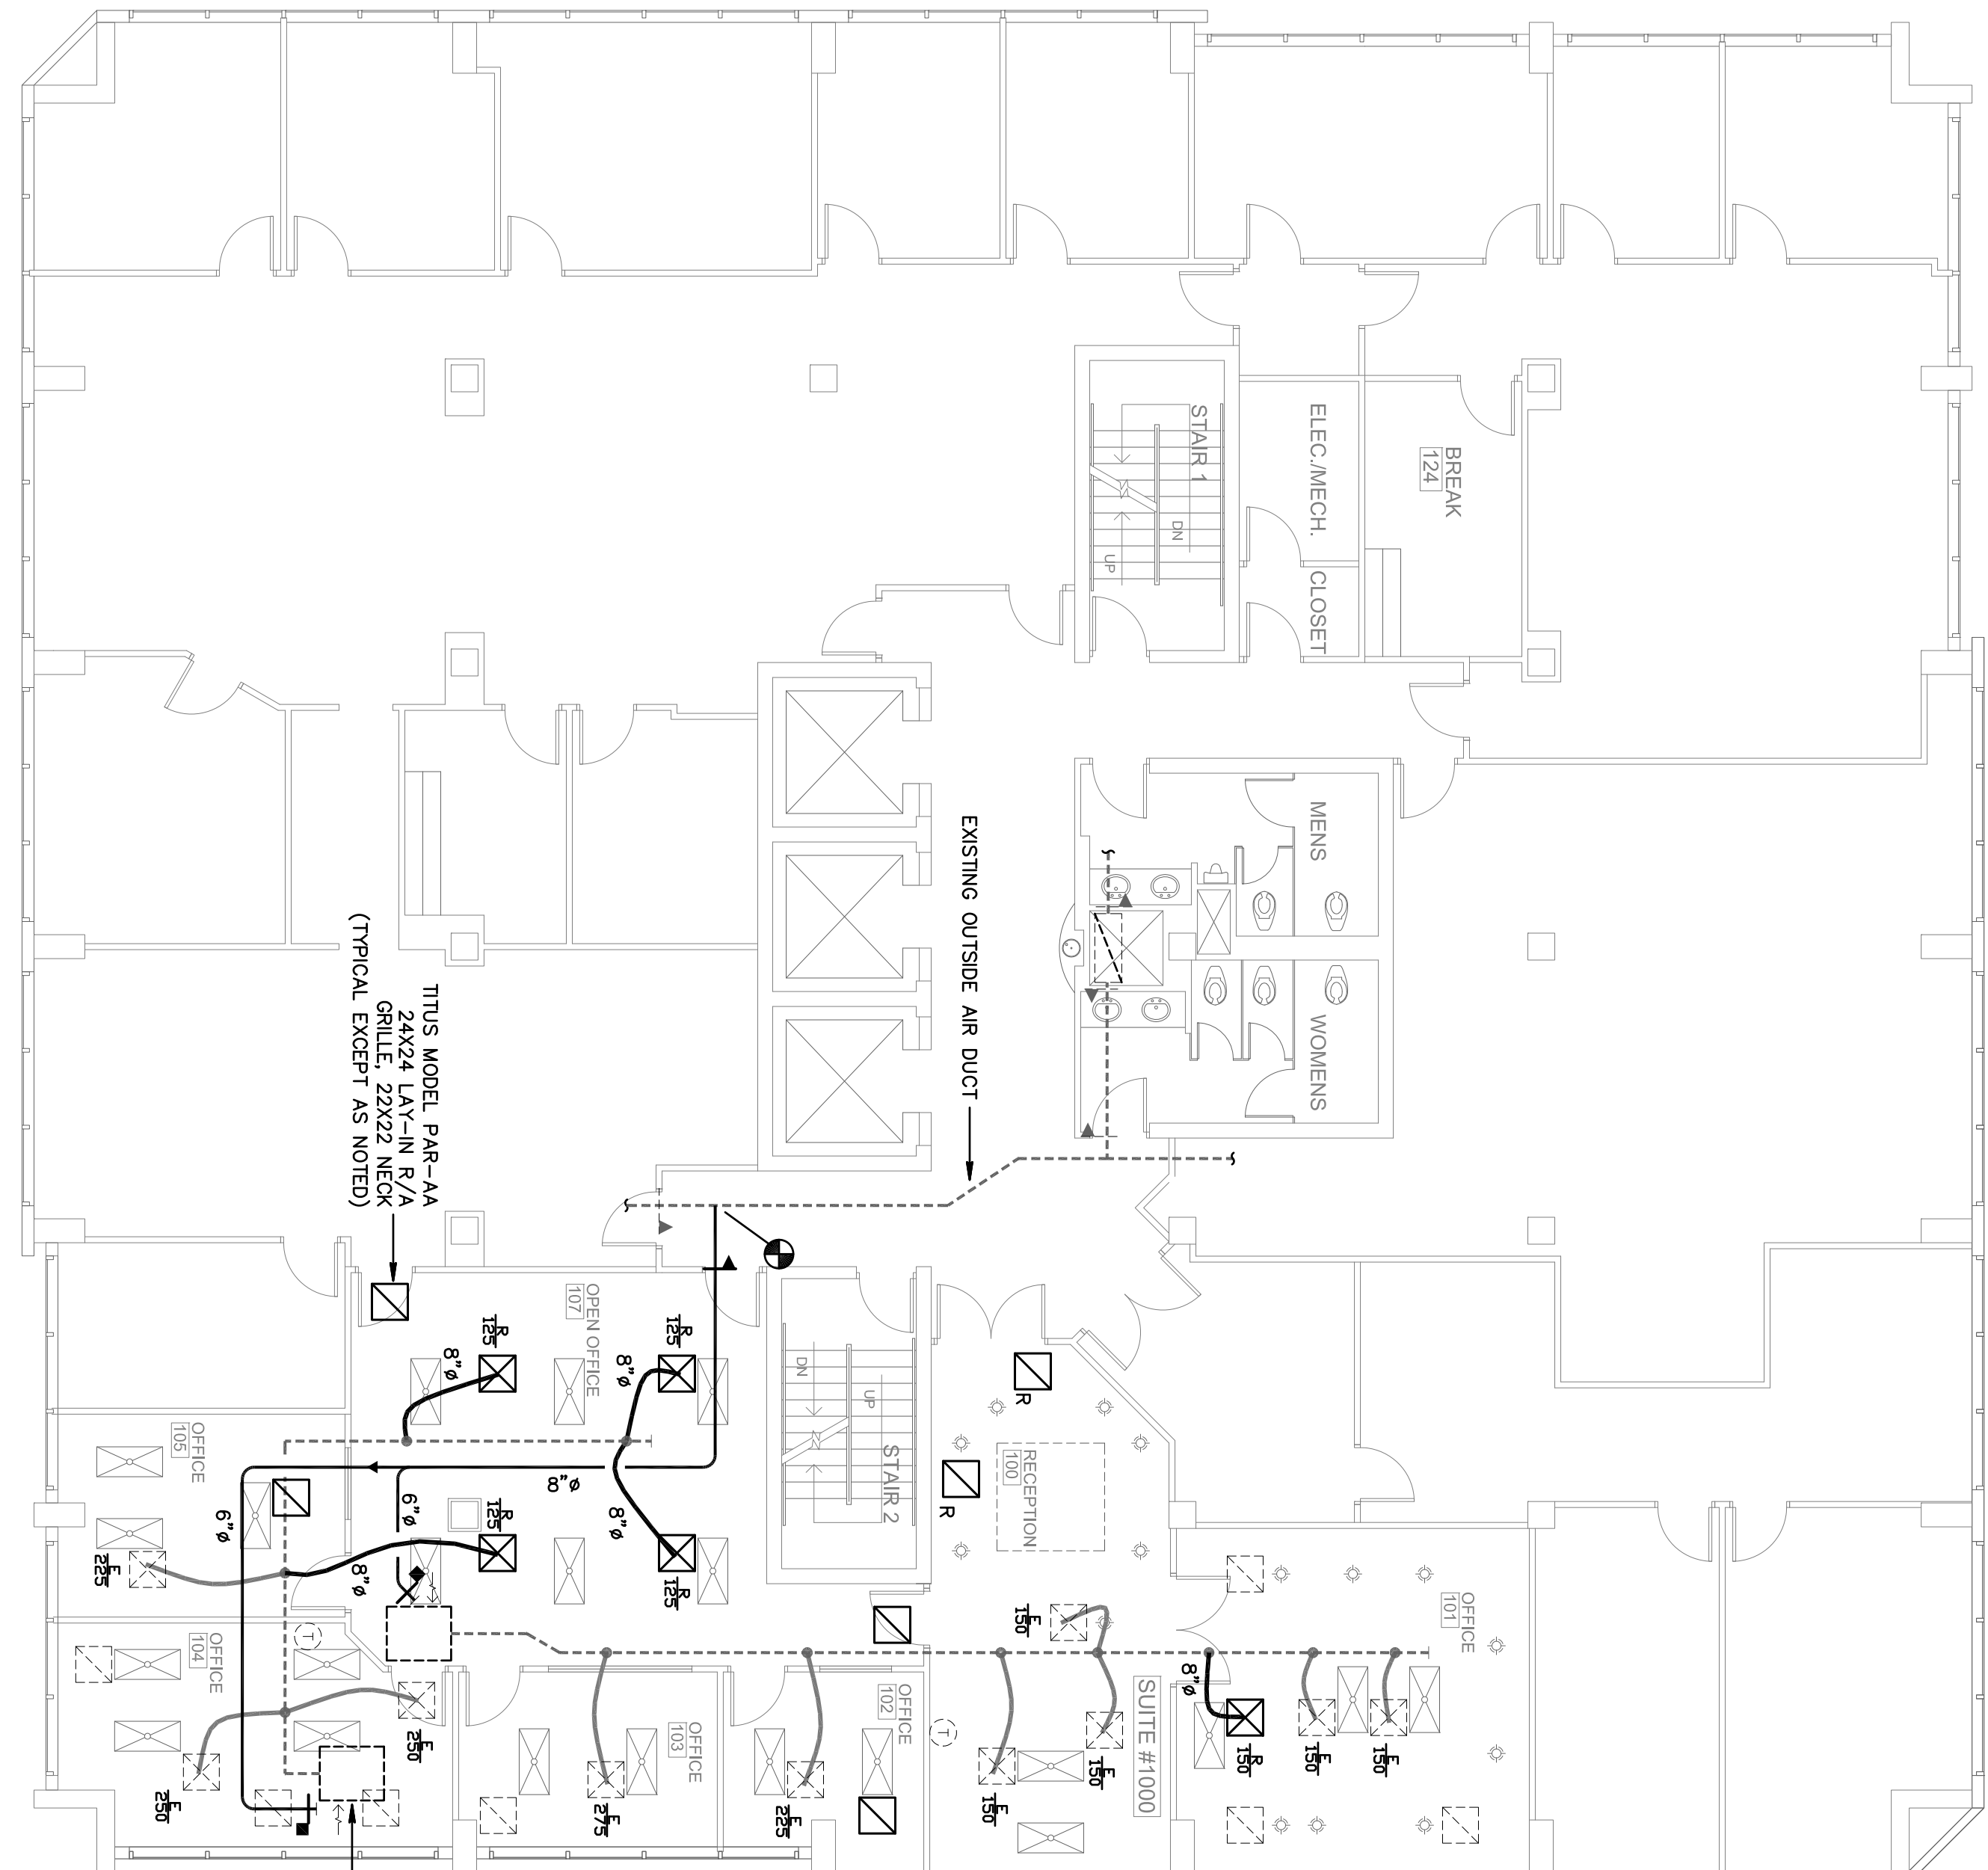 STAIR 1
DN
UP
ELEC./MECH.
CLOSET
BREAK
124
MENS
WOMENS
EXISTING OUTSIDE AIR DUCT
TITUS MODEL PAR-AA
24X24 LAY-IN R/A
GRILLE, 22X22 NECK
(TYPICAL EXCEPT AS NOTED)
OPEN OFFICE
107
R
125
R
125
8"ø
8"ø
R
R
RECEPTION
100
DN
UP
STAIR 2
OFFICE
105
8"ø
6"ø
6"ø
R
125
8"ø
8"ø
R
125
E
225
E
150
OFFICE
101
OFFICE
104
T
OFFICE
103
OFFICE
102
T
SUITE #1000
8"ø
E
250
E
250
E
275
E
225
E
150
E
150
R
150
E
150
E
150